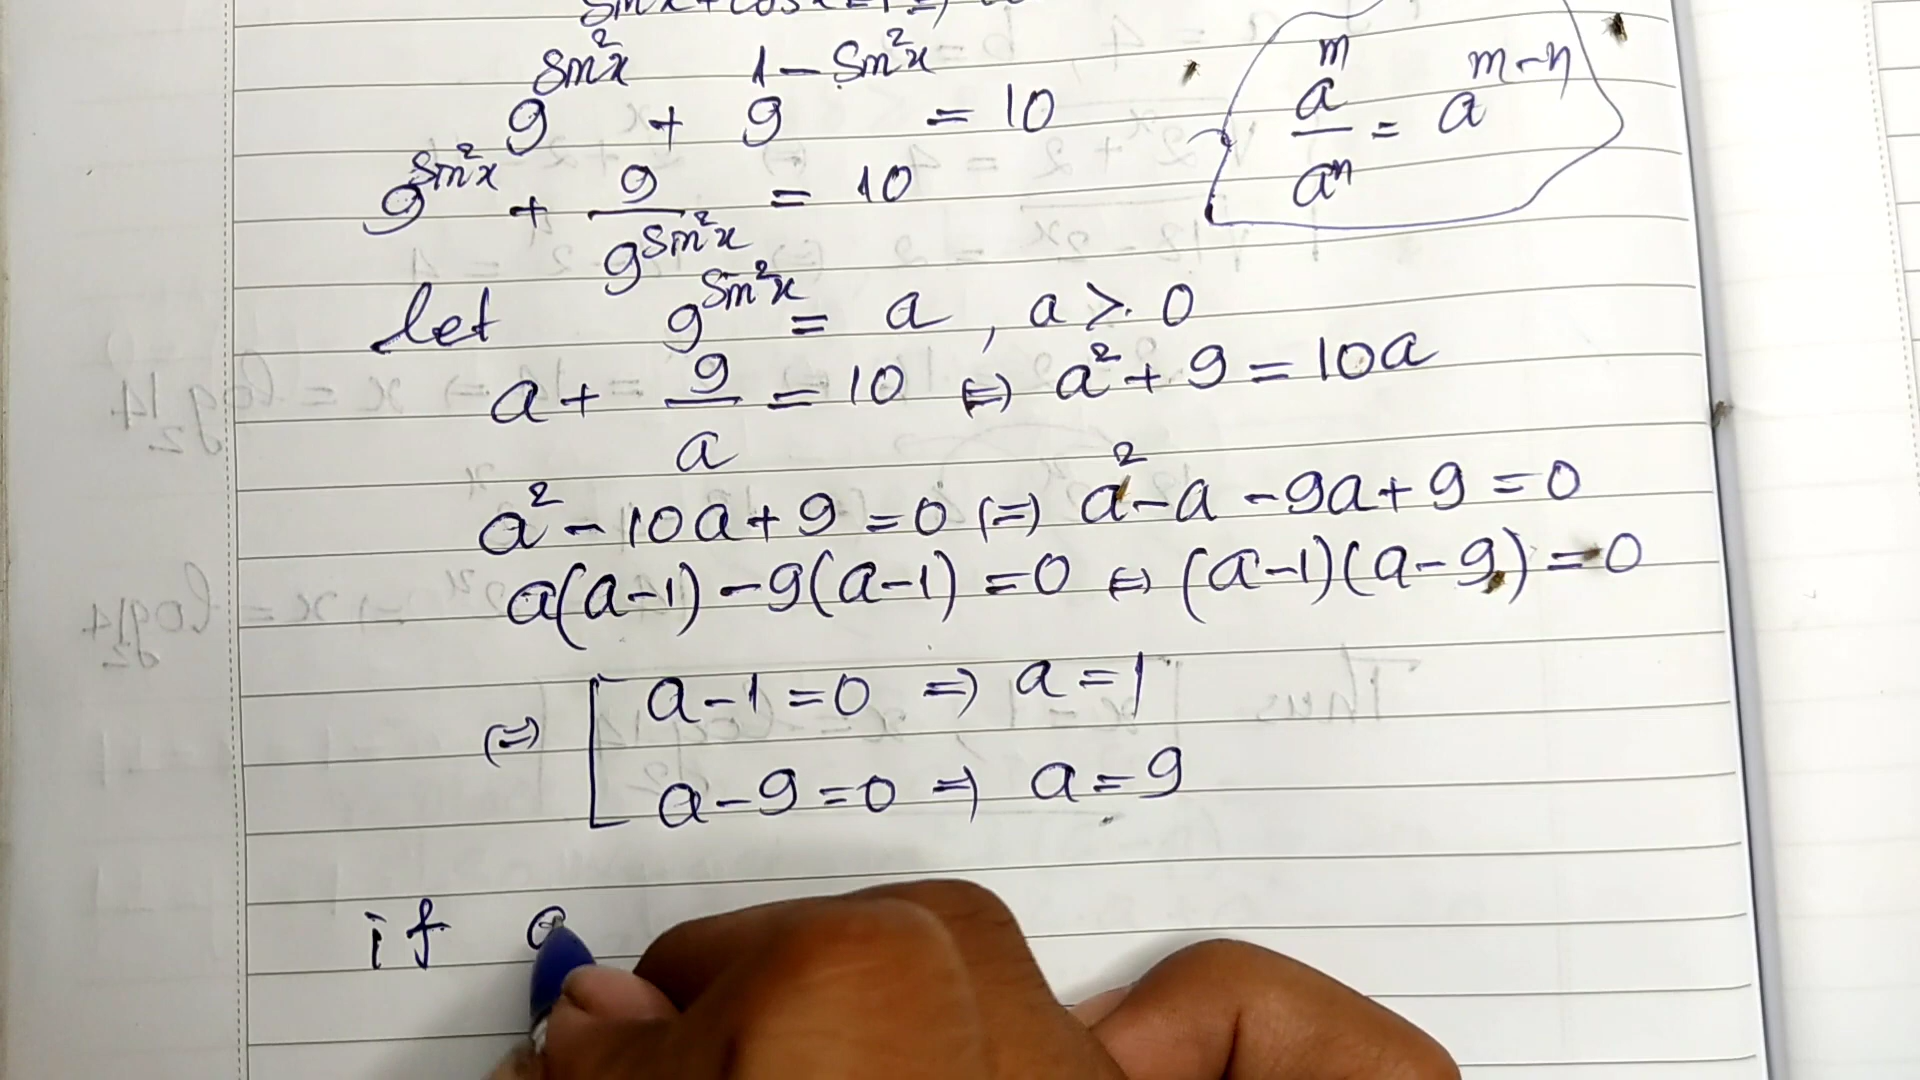 9^(sin²x) + 9^(1-sin²x) = 10
9^(sin²x) + 9/9^(sin²x) = 10
a^m/a^n = a^(m-n)
let 9^(sin²x) = a, a > 0
a + 9/a = 10 ⇔ a² + 9 = 10a
a² - 10a + 9 = 0 ⇔ a² - a - 9a + 9 = 0
a(a-1) - 9(a-1) = 0 ⇔ (a-1)(a-9) = 0
⇔ [ a-1=0 ⇒ a=1
a-9=0 ⇒ a=9
if a